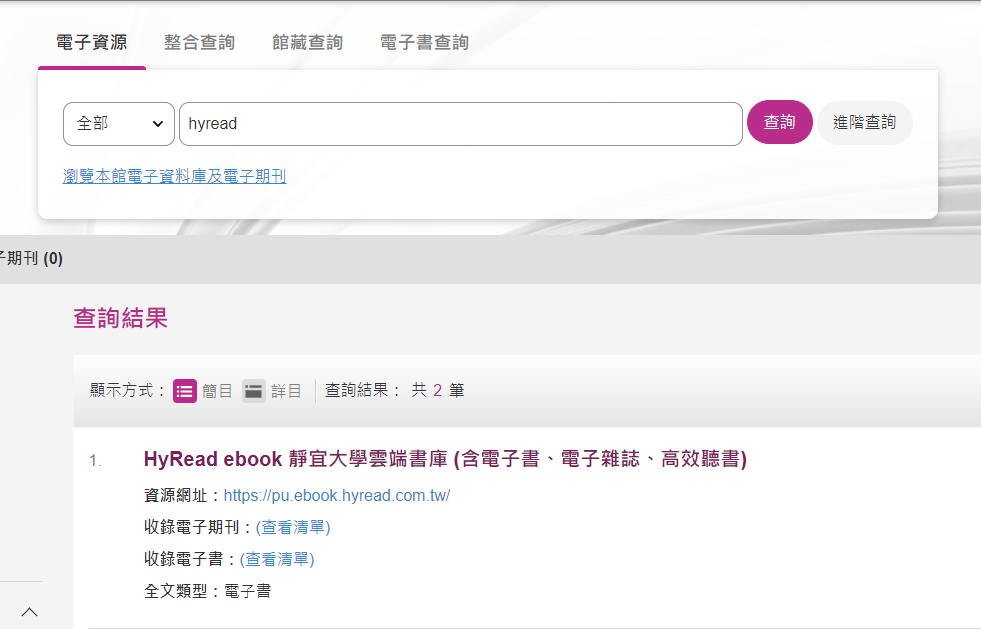 電子資源 整合查詢 館藏查詢 電子書查詢
全部 hyread 查詢 進階查詢
瀏覽本館電子資料庫及電子期刊
子期刊 (0)
查詢結果
顯示方式： 簡目 詳目 查詢結果： 共 2 筆
1. HyRead ebook 靜宜大學雲端書庫 (含電子書、電子雜誌、高效聽書)
資源網址：https://pu.ebook.hyread.com.tw/
收錄電子期刊：(查看清單)
收錄電子書：(查看清單)
全文類型：電子書